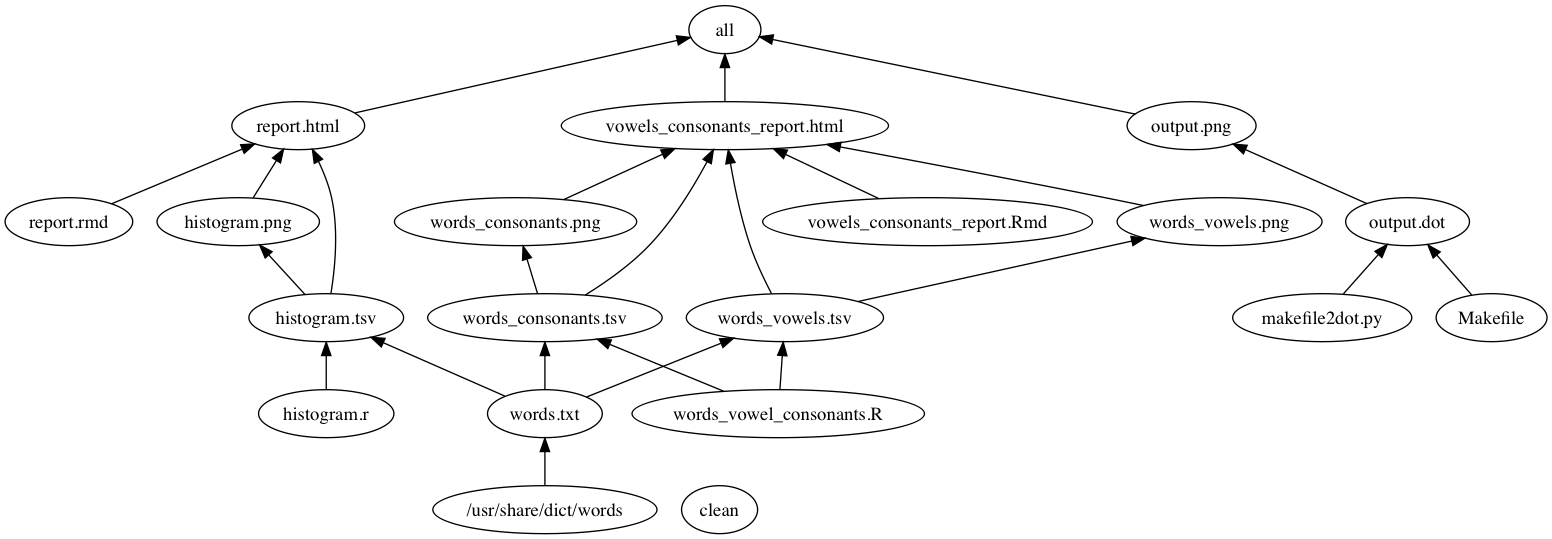 all
report.html
vowels_consonants_report.html
output.png
report.rmd
histogram.png
words_consonants.png
vowels_consonants_report.Rmd
words_vowels.png
output.dot
histogram.tsv
words_consonants.tsv
words_vowels.tsv
makefile2dot.py
Makefile
histogram.r
words.txt
words_vowel_consonants.R
/usr/share/dict/words
clean